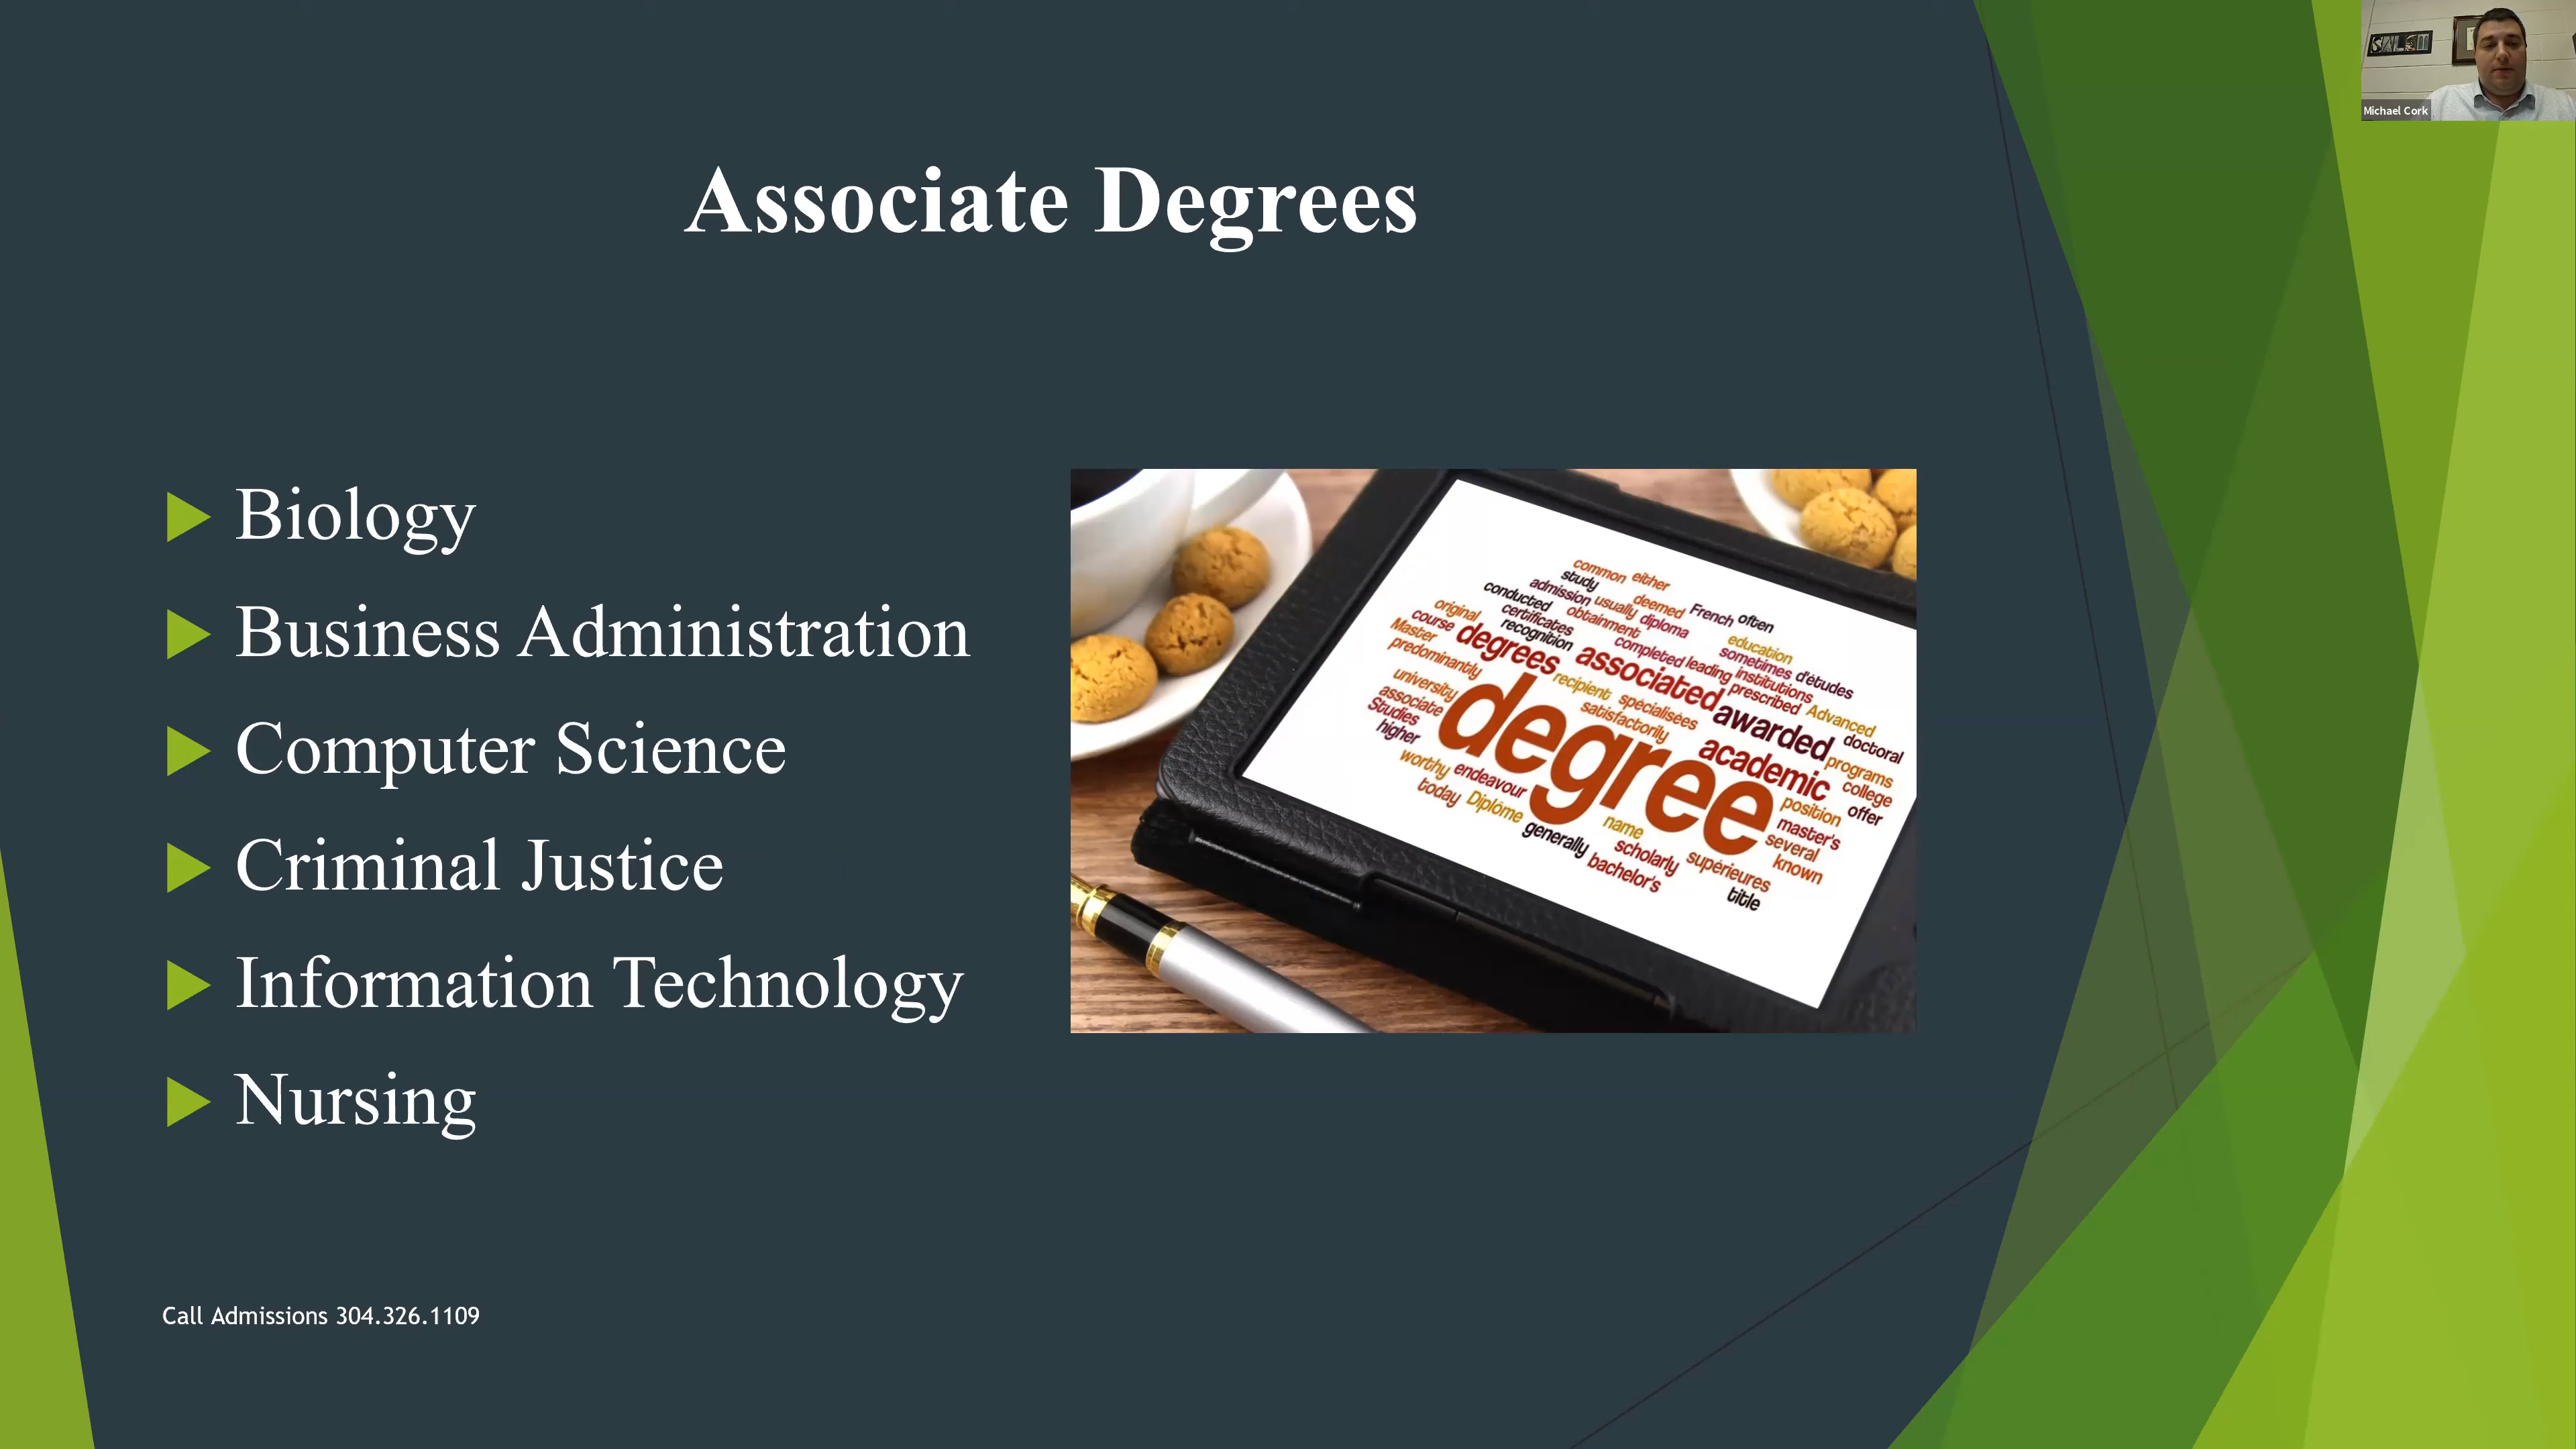 Michael Cork
Associate Degrees
Biology
Business Administration
Computer Science
Criminal Justice
Information Technology
Nursing
common either
study
admission usually deemed French often
conducted certificates obtainment diploma
original recognition completed leading education
course degrees associated institutions sometimes d'études
Master recipient spécialisées prescribed Advanced
predominantly satisfactorily awarded doctoral
university degree academic programs
associate college
Studies position offer
higher master's
worthy endeavour several
today Diplôme name known
generally scholarly supérieures
bachelor's title
Call Admissions 304.326.1109